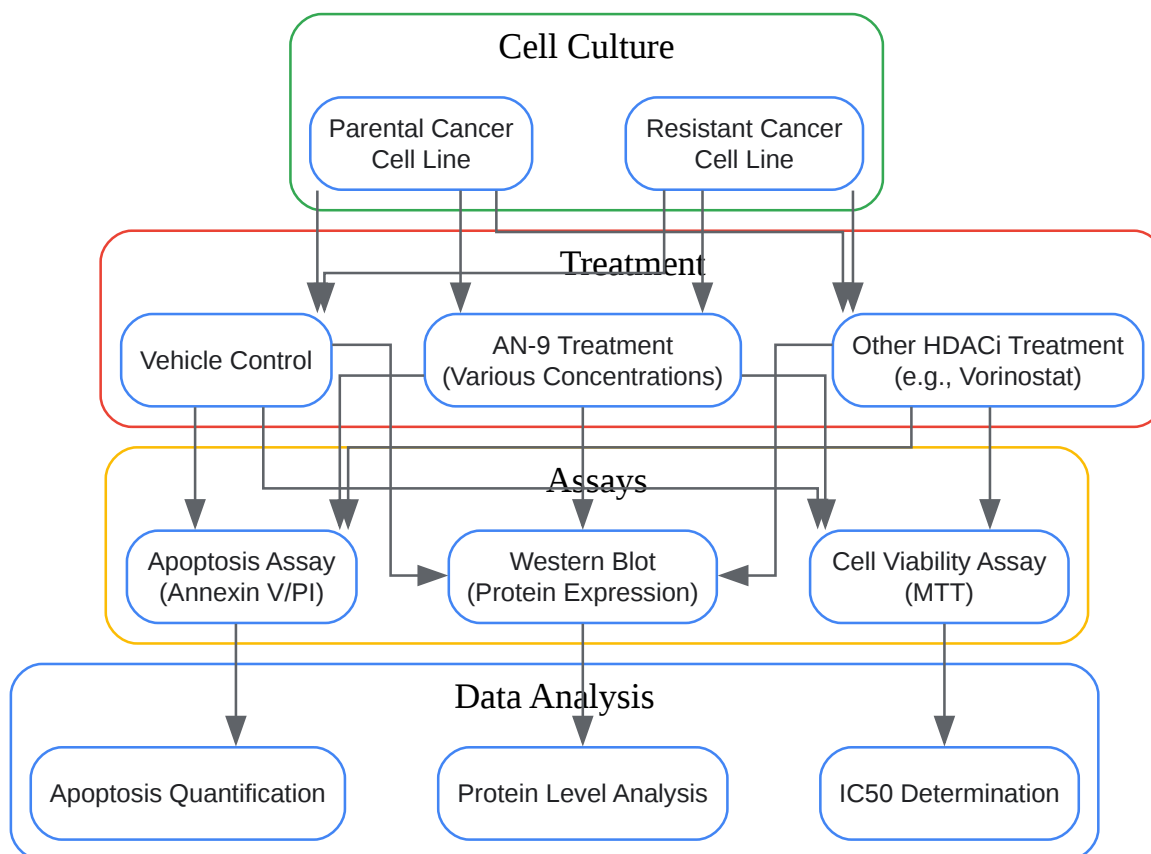 Cell Culture
Parental Cancer
Cell Line
Resistant Cancer
Cell Line
Treatment
Vehicle Control
AN-9 Treatment
(Various Concentrations)
Other HDACi Treatment
(e.g., Vorinostat)
Assays
Apoptosis Assay
(Annexin V/PI)
Western Blot
(Protein Expression)
Cell Viability Assay
(MTT)
Data Analysis
Apoptosis Quantification
Protein Level Analysis
IC50 Determination